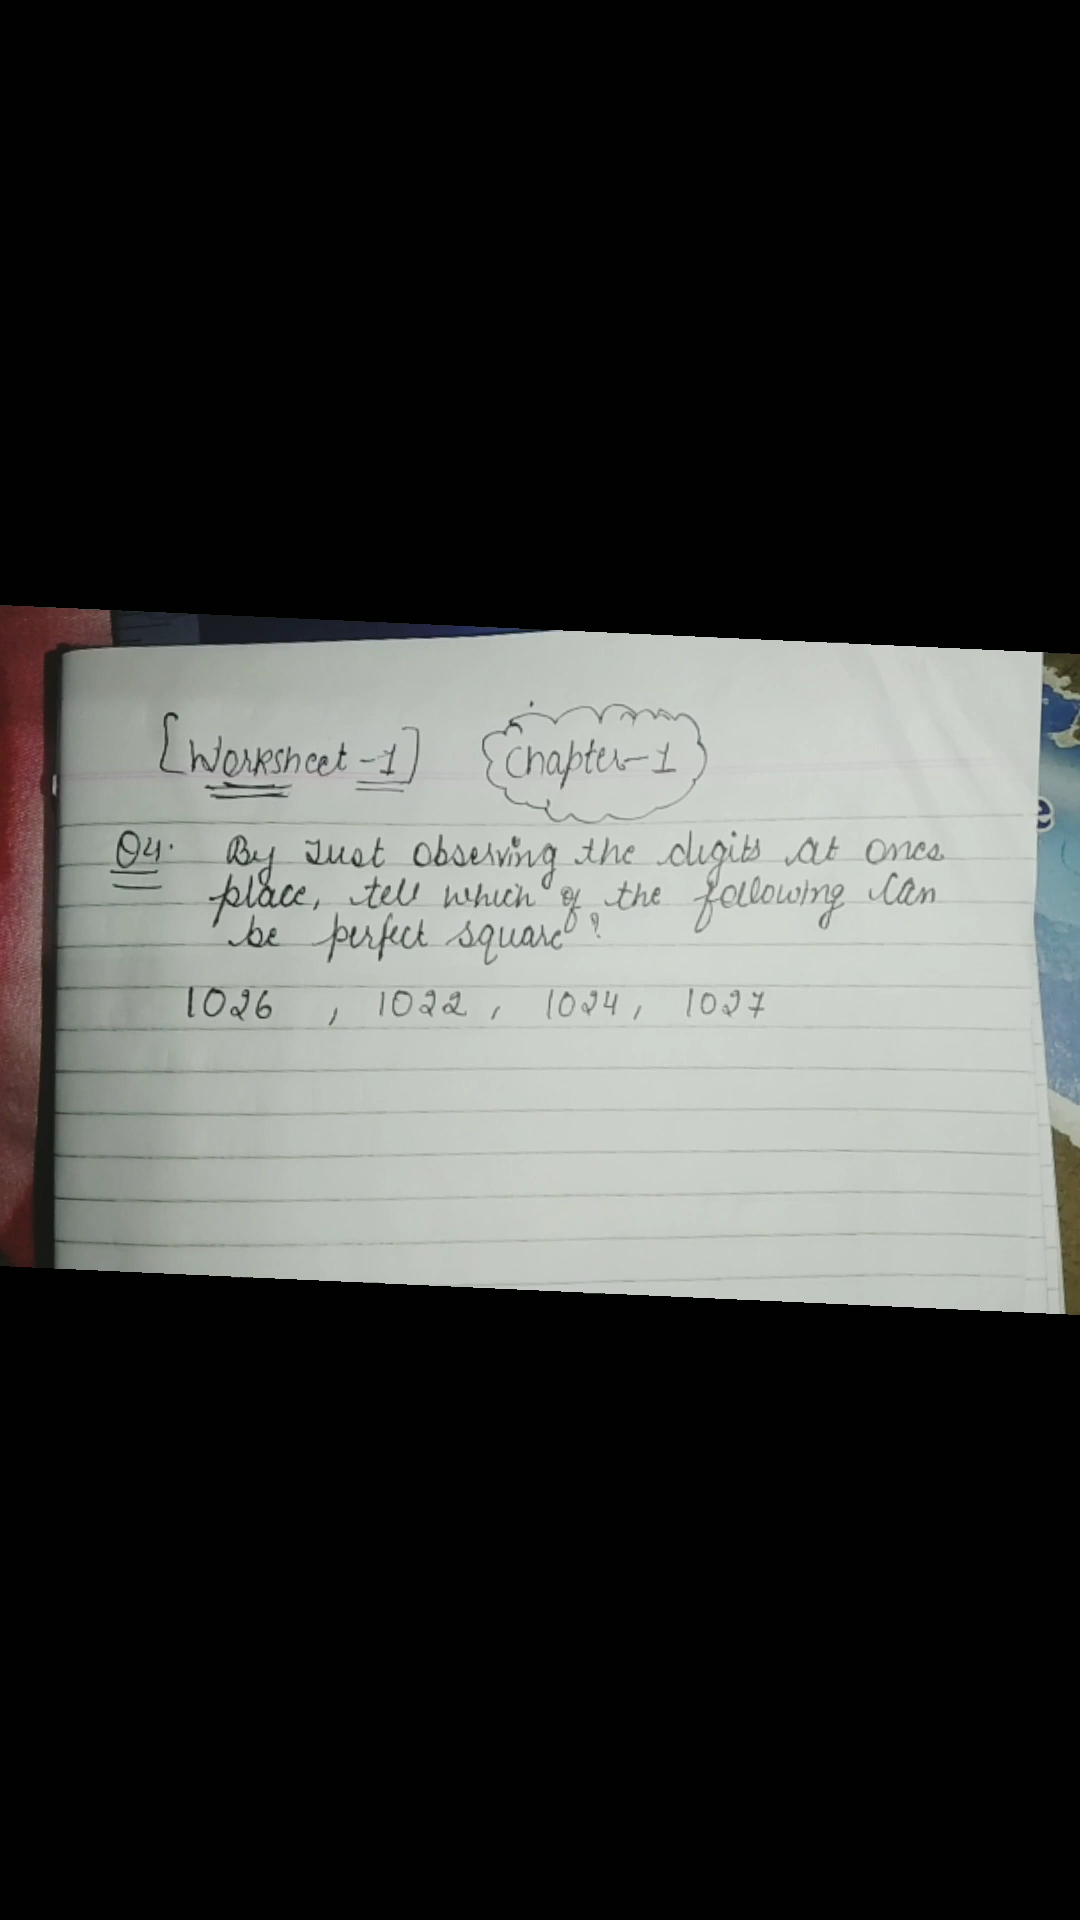 [Worksheet-1] Chapter-1
Q4. By Just observing the digits at ones
place, tell which of the following can
be perfect square?
1026 , 1022 , 1024, 1027
e